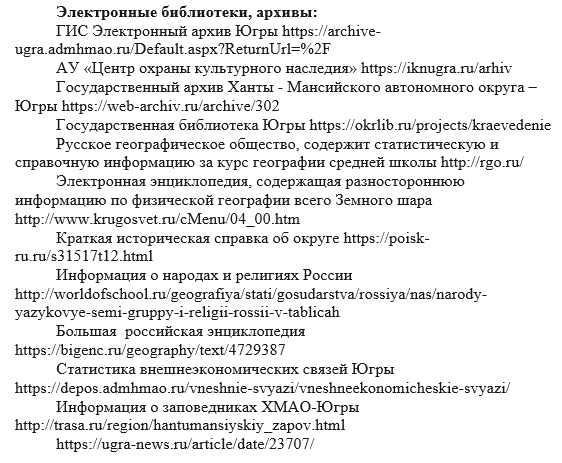 Электронные библиотеки, архивы:
ГИС Электронный архив Югры https://archive-
ugra.admhmao.ru/Default.aspx?ReturnUrl=%2F
АУ «Центр охраны культурного наследия» https://iknugra.ru/arhiv
Государственный архив Ханты - Мансийского автономного округа –
Югры https://web-archiv.ru/archive/302
Государственная библиотека Югры https://okrlib.ru/projects/kraevedenie
Русское географическое общество, содержит статистическую и
справочную информацию за курс географии средней школы http://rgo.ru/
Электронная энциклопедия, содержащая разностороннюю
информацию по физической географии всего Земного шара
http://www.krugosvet.ru/cMenu/04_00.htm
Краткая историческая справка об округе https://poisk-
ru.ru/s31517t12.html
Информация о народах и религиях России
http://worldofschool.ru/geografiya/stati/gosudarstva/rossiya/nas/narody-
yazykovye-semi-gruppy-i-religii-rossii-v-tablicah
Большая  российская энциклопедия
https://bigenc.ru/geography/text/4729387
Статистика внешнеэкономических связей Югры
https://depos.admhmao.ru/vneshnie-svyazi/vneshneekonomicheskie-svyazi/
Информация о заповедниках ХМАО-Югры
http://trasa.ru/region/hantumansiyskiy_zapov.html
https://ugra-news.ru/article/date/23707/